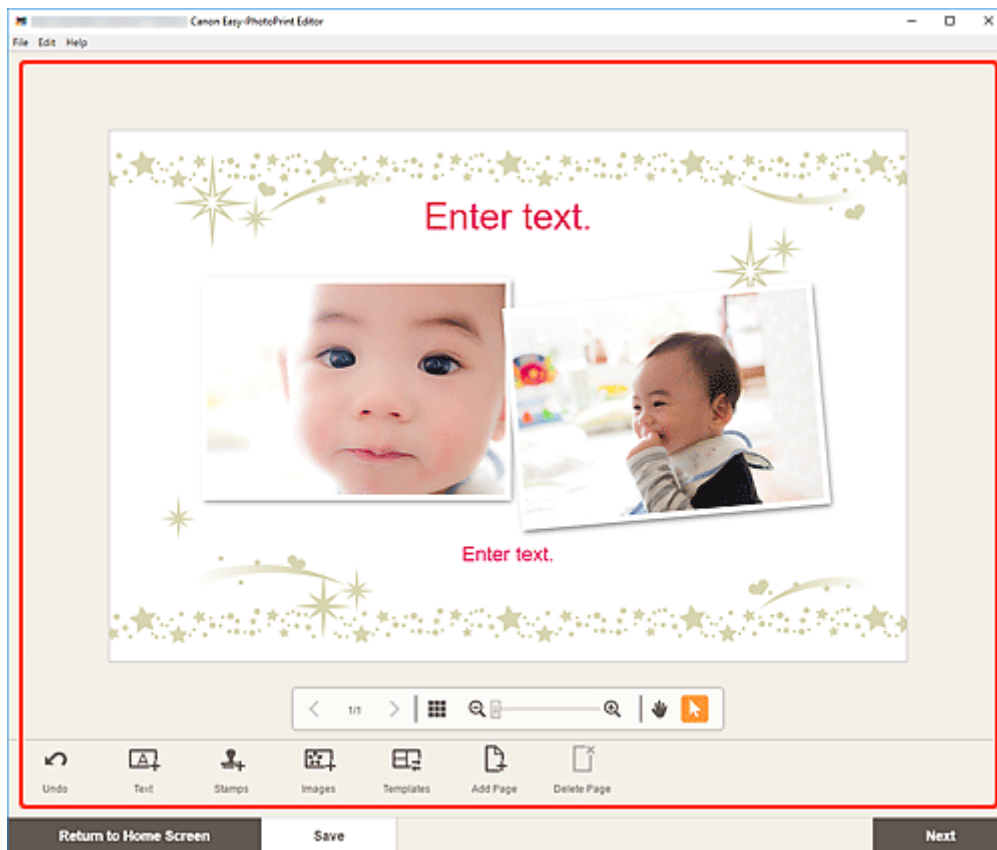 Canon Easy-PhotoPrint Editor
File Edit Help
Enter text.
Enter text.
1/1
Undo Text Stamps Images Templates Add Page Delete Page
Return to Home Screen Save Next